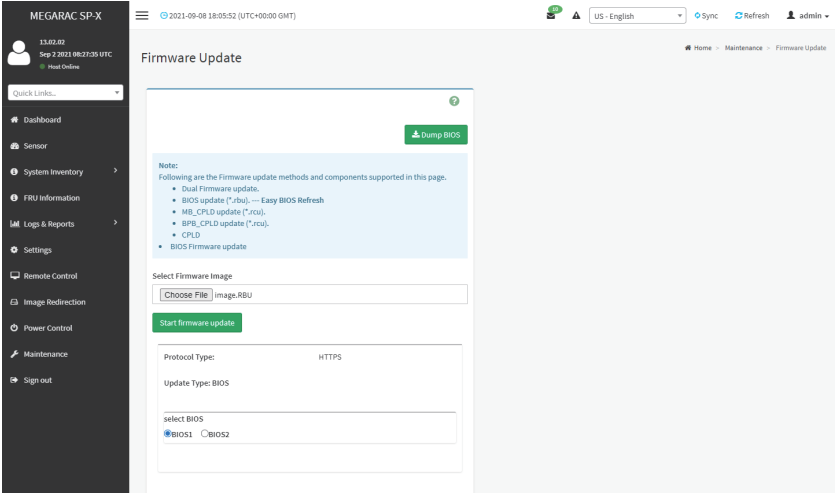 MEGARAC SP-X
2021-09-08 18:05:52 (UTC+00:00 GMT)
10
US - English
Sync
Refresh
admin
13.02.02
Sep 2 2021 08:27:35 UTC
Host Online
Quick Links...
Dashboard
Sensor
System Inventory
FRU Information
Logs & Reports
Settings
Remote Control
Image Redirection
Power Control
Maintenance
Sign out
Firmware Update
Home > Maintenance > Firmware Update
Dump BIOS
Note:
Following are the Firmware update methods and components supported in this page.
• Dual Firmware update.
• BIOS update (*.rbu). --- Easy BIOS Refresh
• MB_CPLD update (*.rcu).
• BPB_CPLD update (*.rcu).
• CPLD
• BIOS Firmware update
Select Firmware Image
Choose File image.RBU
Start firmware update
Protocol Type: HTTPS
Update Type: BIOS
select BIOS
BIOS1 BIOS2